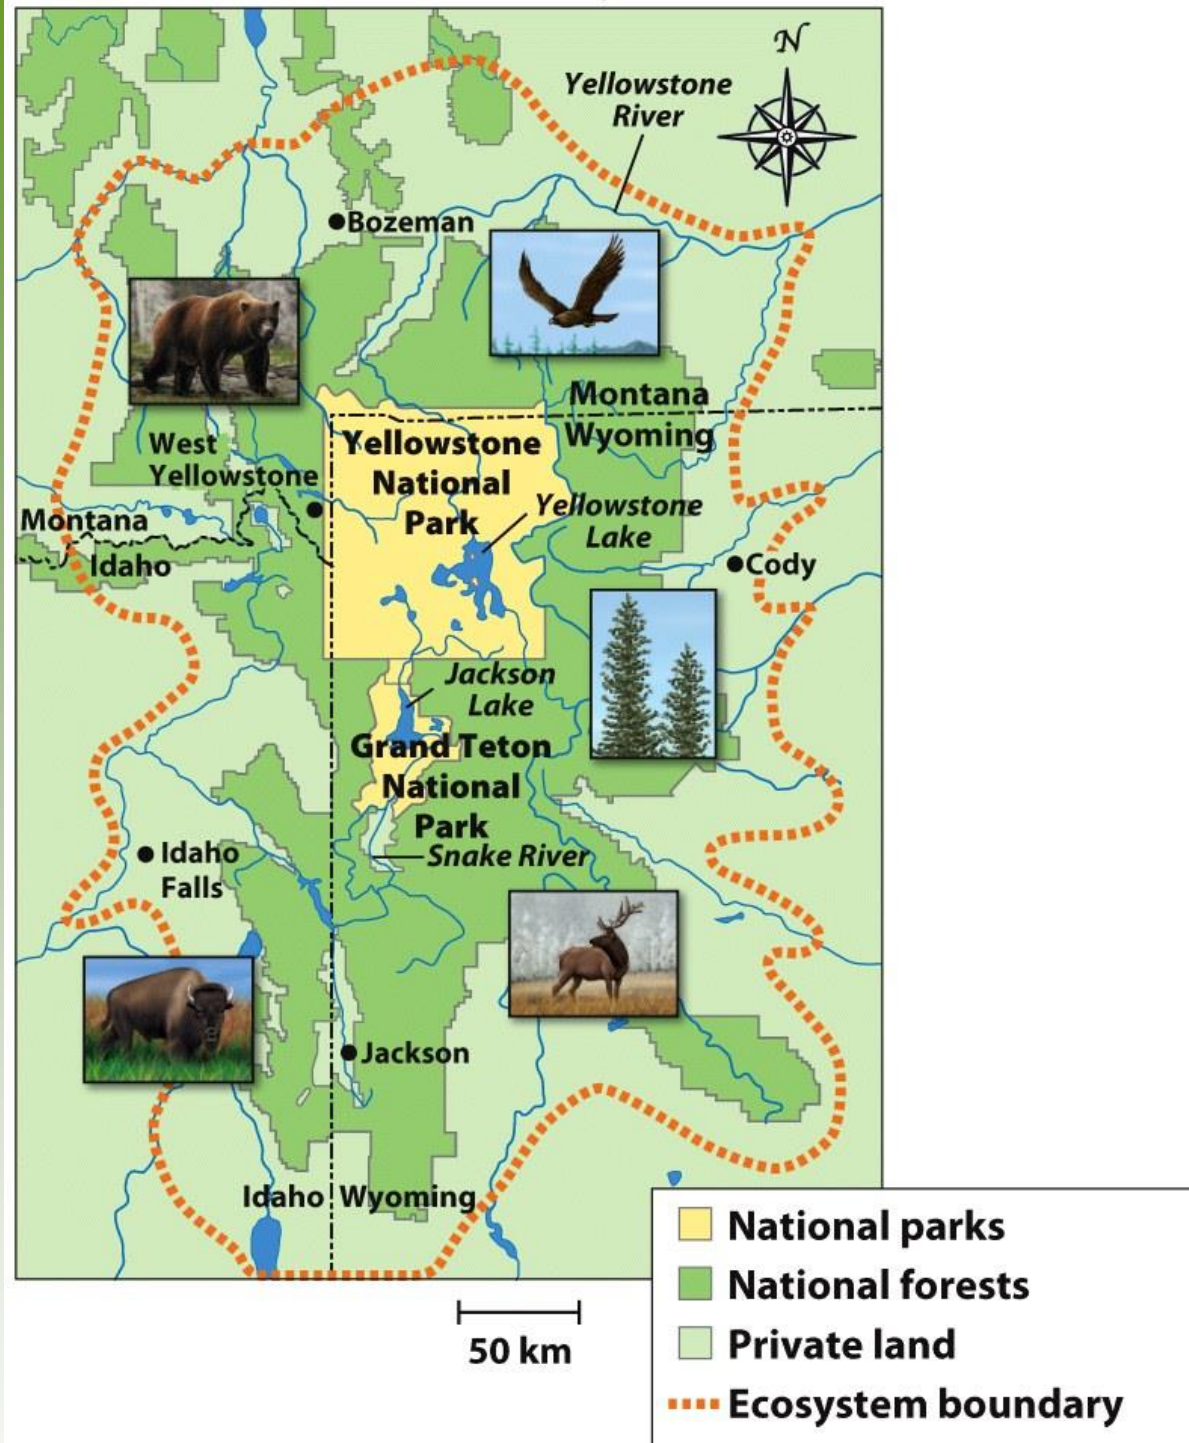 N
Yellowstone
River
Bozeman
Montana
Wyoming
West
Yellowstone
Yellowstone
National
Park
Yellowstone
Lake
Montana
Idaho
Cody
Jackson
Lake
Grand Teton
National
Park
Snake River
Idaho
Falls
Jackson
Idaho
Wyoming
50 km
National parks
National forests
Private land
Ecosystem boundary